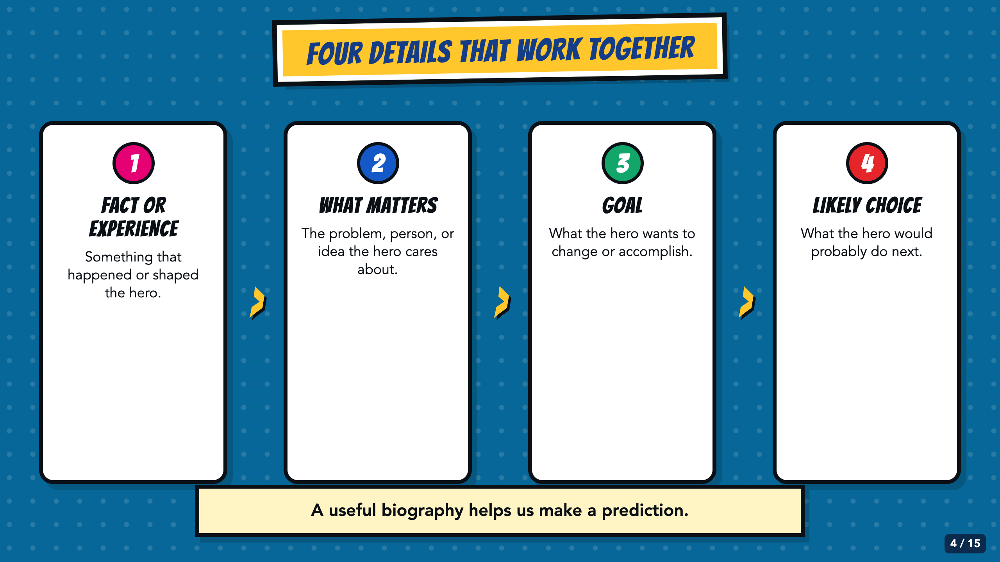 FOUR DETAILS THAT WORK TOGETHER
1
FACT OR
EXPERIENCE
Something that
happened or shaped
the hero.
2
WHAT MATTERS
The problem, person, or
idea the hero cares
about.
3
GOAL
What the hero wants to
change or accomplish.
4
LIKELY CHOICE
What the hero would
probably do next.
A useful biography helps us make a prediction.
4 / 15